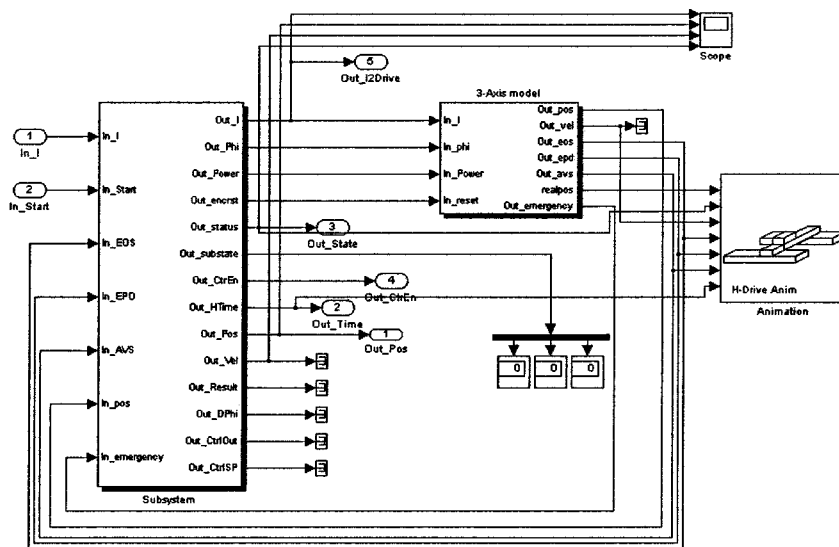 Scope
5
Out_I2Drive
3-Axis model
In_I
In_phi
In_Power
In_reset
Out_pos
Out_vel
Out_eos
Out_epd
Out_avs
realpos
Out_emergency
1
In_I
2
In_Start
In_I
In_Start
In_EOS
In_EPD
In_AVS
In_pos
In_emergency
Out_I
Out_Phi
Out_Power
Out_encrst
Out_status
Out_substate
Out_CtrEn
Out_HTime
Out_Pos
Out_Vel
Out_Result
Out_DPhi
Out_CtrlOut
Out_CtrlSP
Subsystem
3
Out_State
4
Out_CtrEn
2
Out_Time
1
Out_Pos
0
0
0
H-Drive Anim
Animation